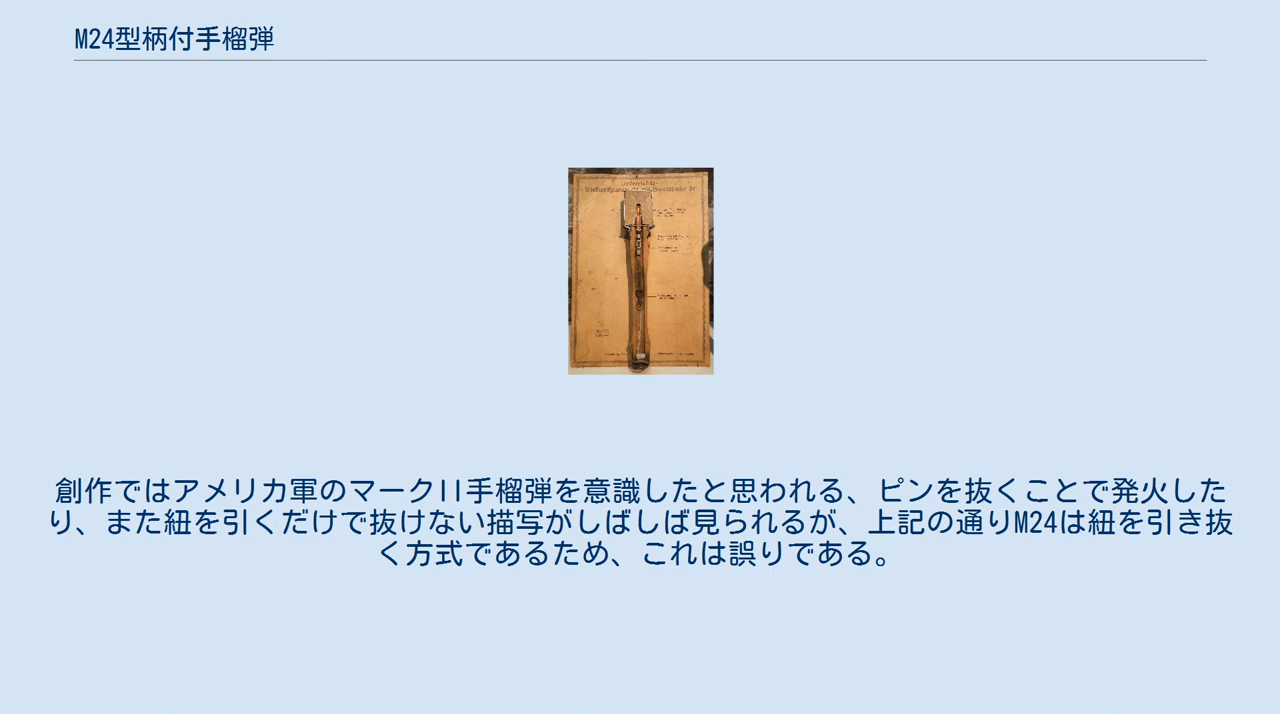 M24型柄付手榴弾
創作ではアメリカ軍のマークII手榴弾を意識したと思われる、ピンを抜くことで発火した
り、また紐を引くだけで抜けない描写がしばしば見られるが、上記の通りM24は紐を引き抜
く方式であるため、これは誤りである。